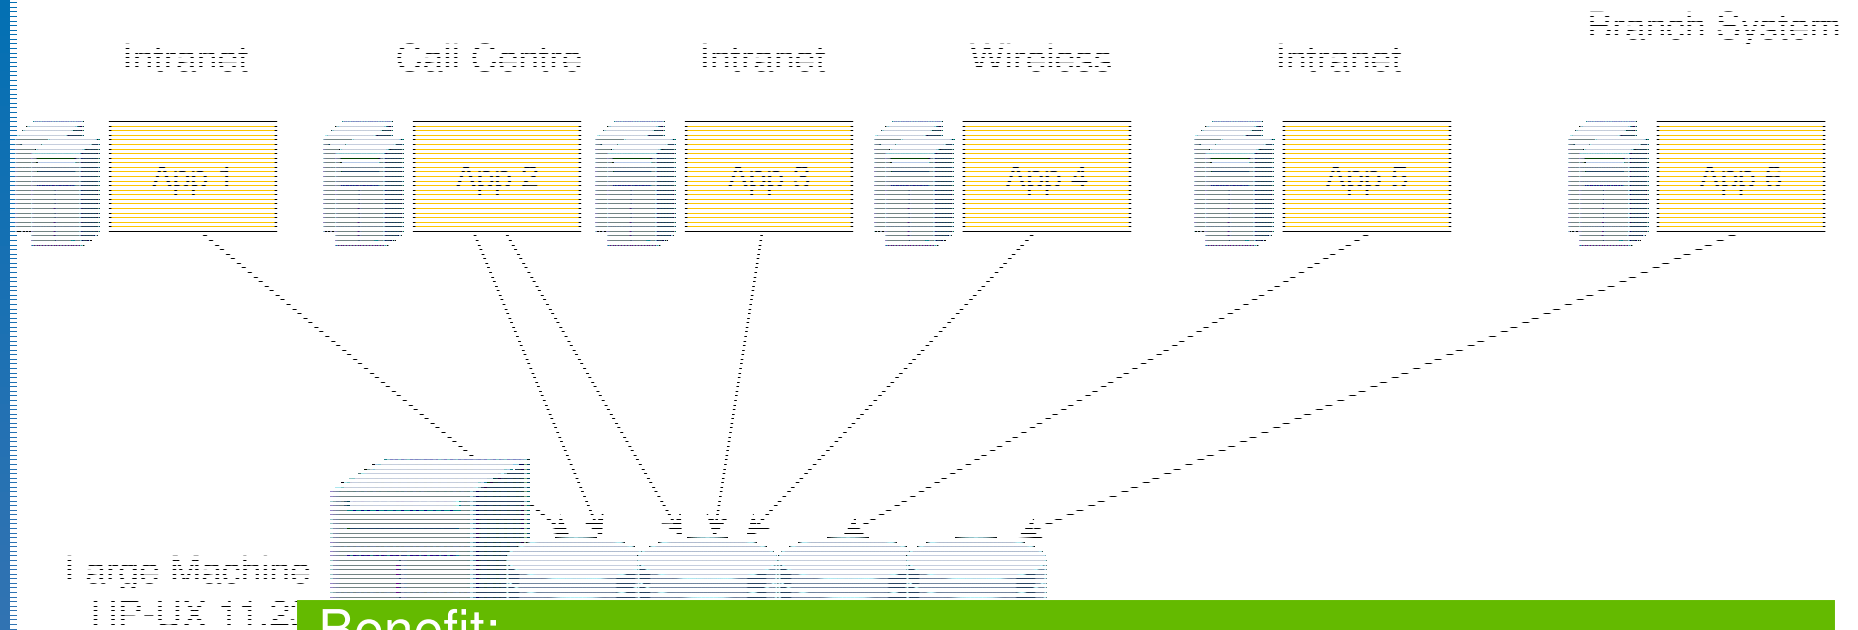 Branch System
Intranet Call Centre Intranet Wireless Intranet
App 1 App 2 App 3 App 4 App 5 App 6
Large Machine
HP-UX 11.2
Benefit: